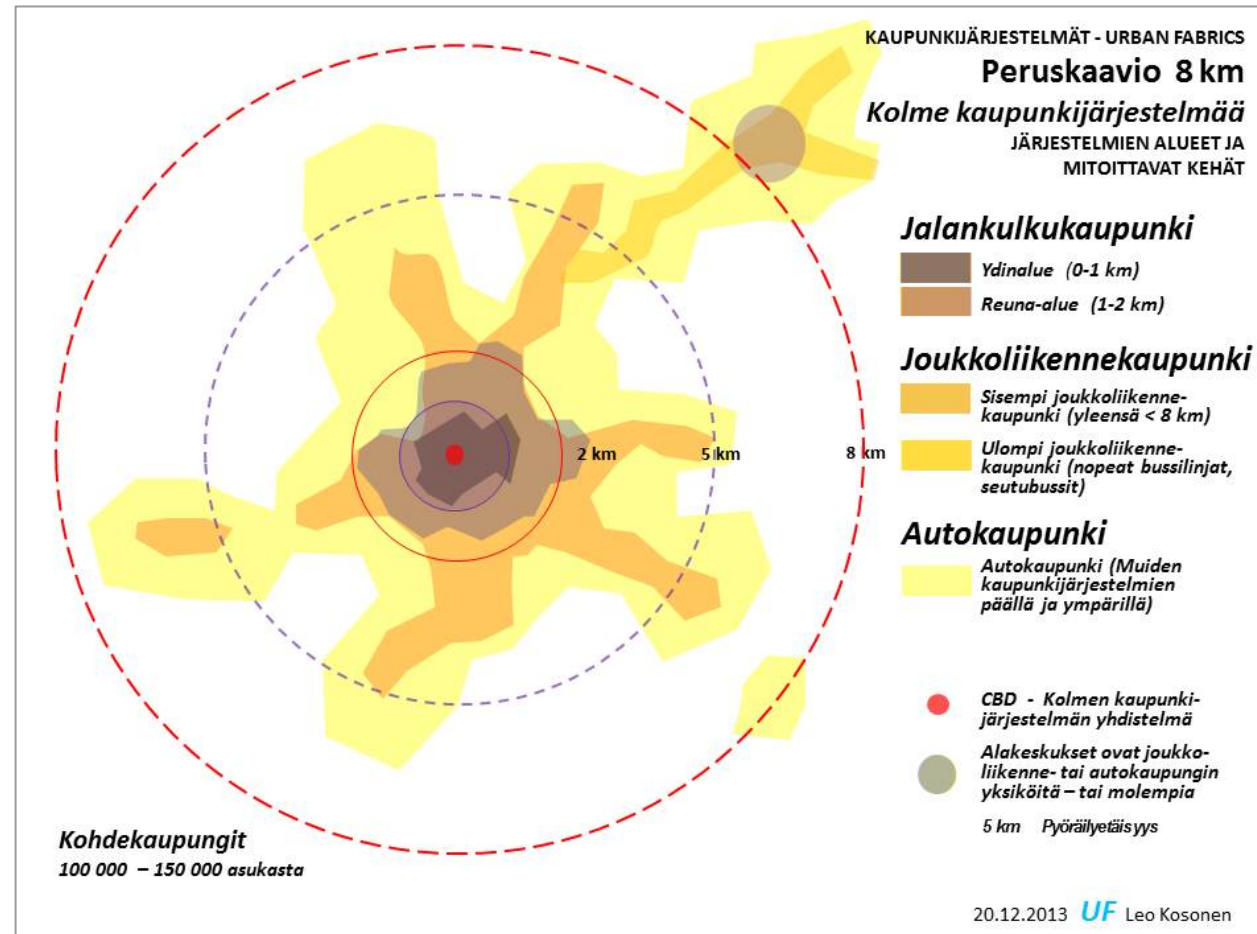 KAUPUNKIJÄRJESTELMÄT - URBAN FABRICS
Peruskaavio 8 km
Kolme kaupunkijärjestelmää
JÄRJESTELMIEN ALUEET JA
MITOITTAVAT KEHÄT
Jalankulkukaupunki
Ydinalue (0-1 km)
Reuna-alue (1-2 km)
Joukkoliikennekaupunki
Sisempi joukkoliikenne-
kaupunki (yleensä < 8 km)
Ulompi joukkoliikenne-
kaupunki (nopeat bussilinjat,
seutubussit)
Autokaupunki
Autokaupunki (Muiden
kaupunkijärjestelmien
päällä ja ympärillä)
CBD - Kolmen kaupunki-
järjestelmän yhdistelmä
Alakeskukset ovat joukko-
liikenne- tai autokaupungin
yksiköitä – tai molempia
5 km Pyöräilyetäisyys
2 km
5 km
8 km
Kohdekaupungit
100 000 – 150 000 asukasta
20.12.2013 UF Leo Kosonen